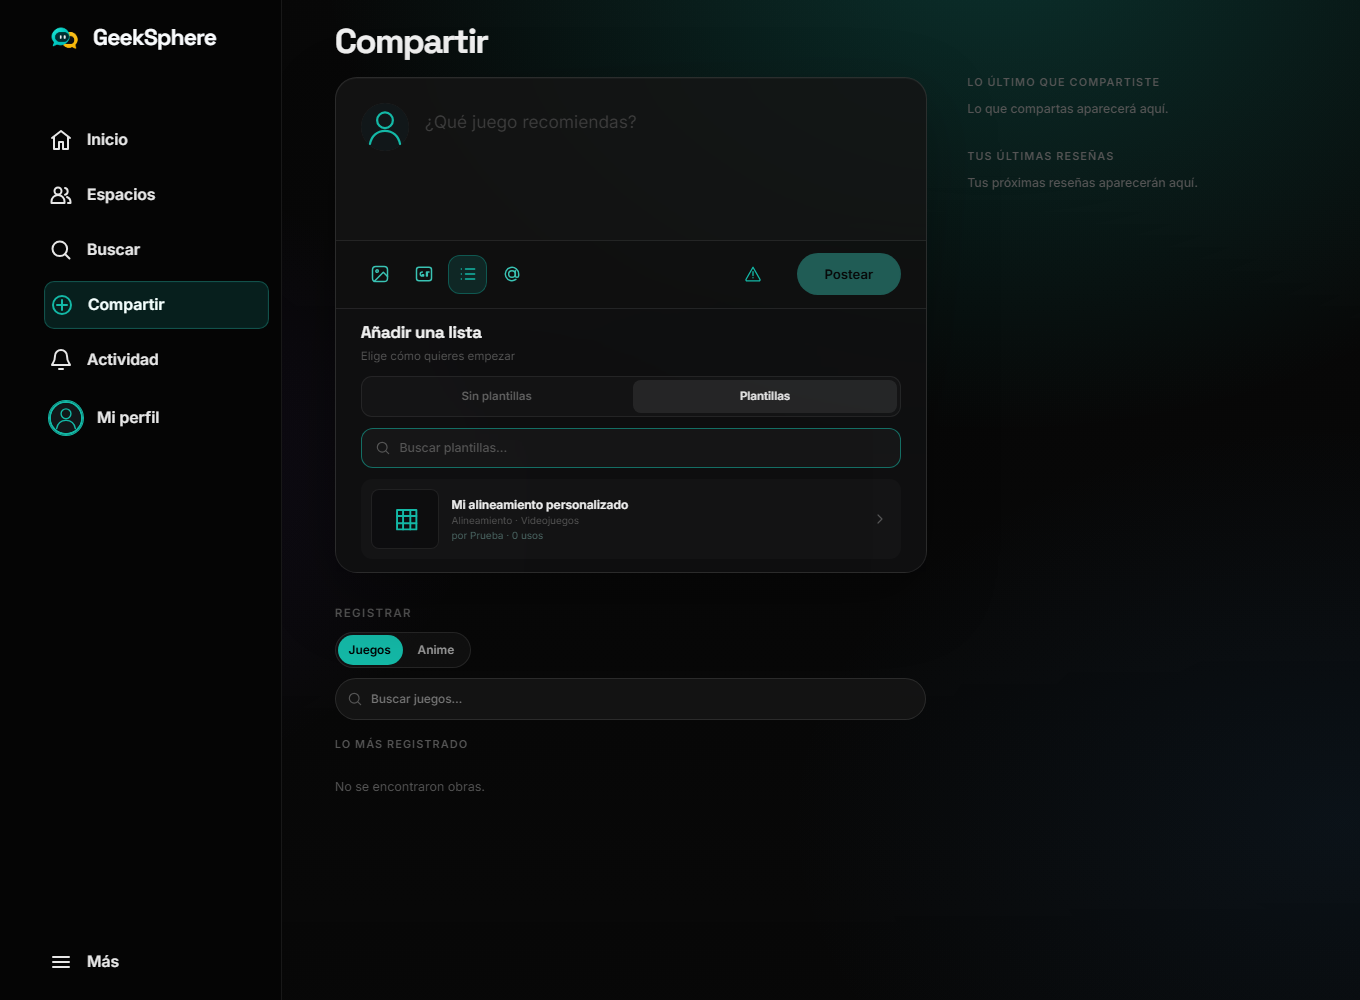 GeekSphere
Inicio
Espacios
Buscar
Compartir
Actividad
Mi perfil
Más
Compartir
¿Qué juego recomiendas?
GIF
Postear
Añadir una lista
Elige cómo quieres empezar
Sin plantillas
Plantillas
Buscar plantillas...
Mi alineamiento personalizado
Alineamiento · Videojuegos
por Prueba · 0 usos
REGISTRAR
Juegos
Anime
Buscar juegos...
LO MÁS REGISTRADO
No se encontraron obras.
LO ÚLTIMO QUE COMPARTISTE
Lo que compartas aparecerá aquí.
TUS ÚLTIMAS RESEÑAS
Tus próximas reseñas aparecerán aquí.